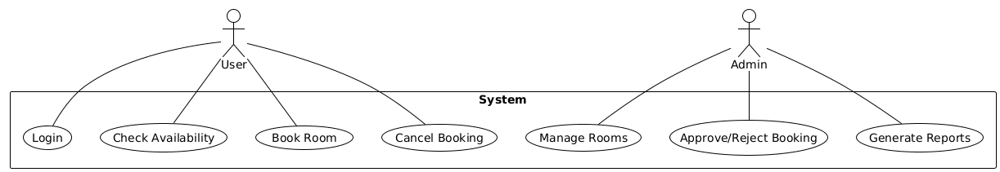 User
Admin
System
Login
Check Availability
Book Room
Cancel Booking
Manage Rooms
Approve/Reject Booking
Generate Reports